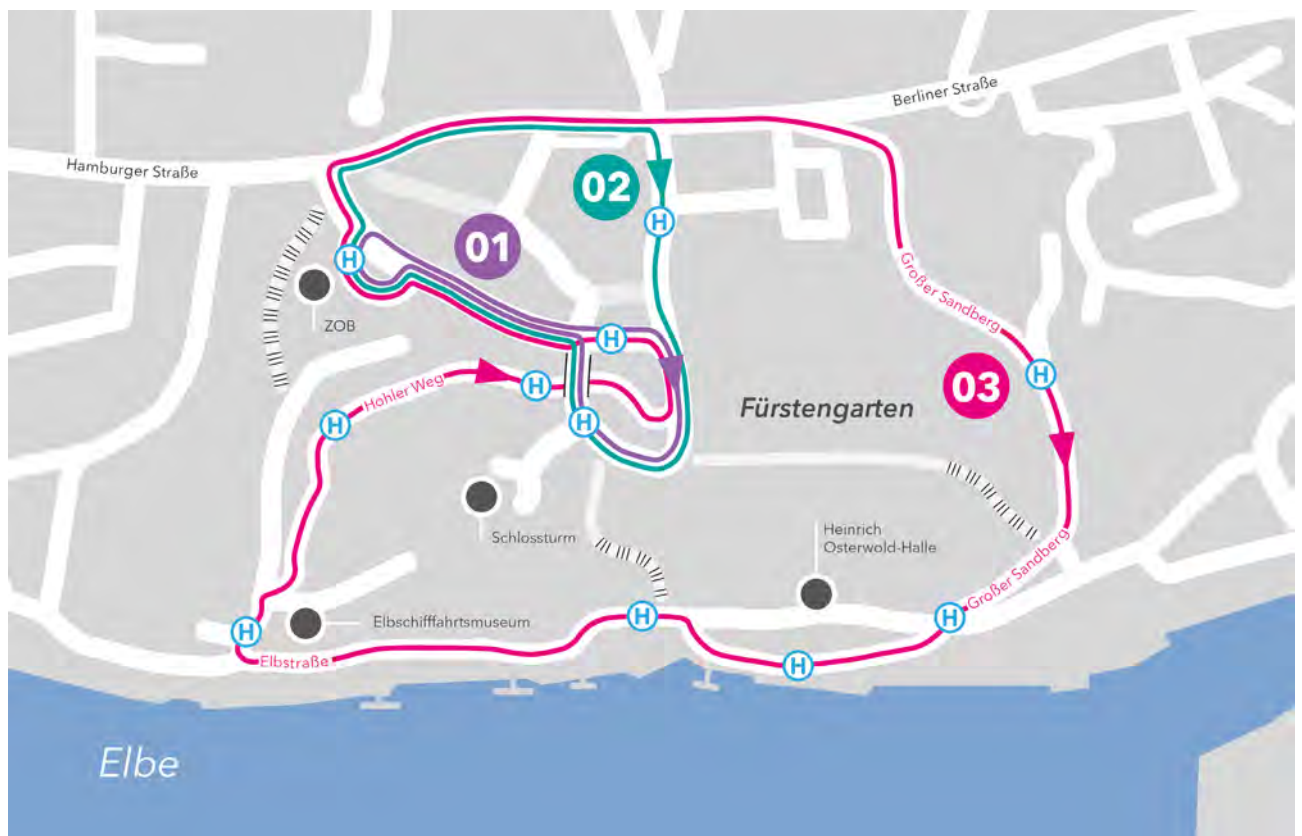 Berliner Straße
Hamburger Straße
02
01
H
H
ZOB
Großer Sandberg
H
H
03
Hohler Weg
H
H
H
Fürstengarten
Schlossturm
Heinrich
Osterwold-Halle
Großer Sandberg
H
Elbschifffahrtsmuseum
H
H
Elbstraße
H
Elbe